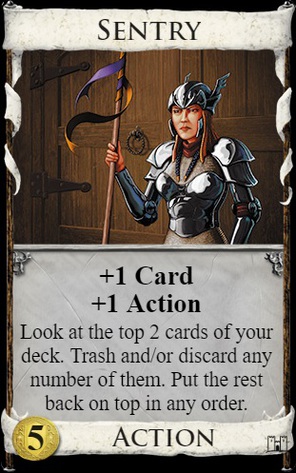 SENTRY
+1 Card
+1 Action
Look at the top 2 cards of your
deck. Trash and/or discard any
number of them. Put the rest
back on top in any order.
5 ACTION